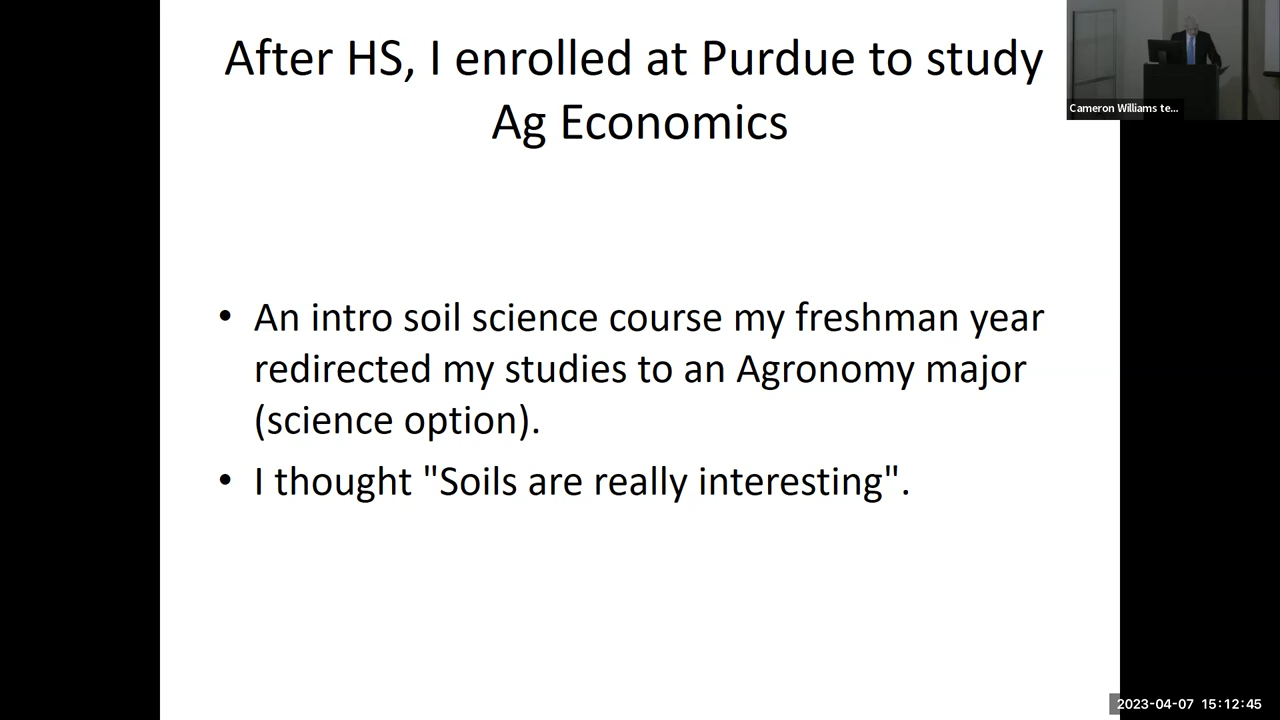 After HS, I enrolled at Purdue to study
Ag Economics
Cameron Williams te...
• An intro soil science course my freshman year
redirected my studies to an Agronomy major
(science option).
• I thought "Soils are really interesting".
2023-04-07 15:12:45